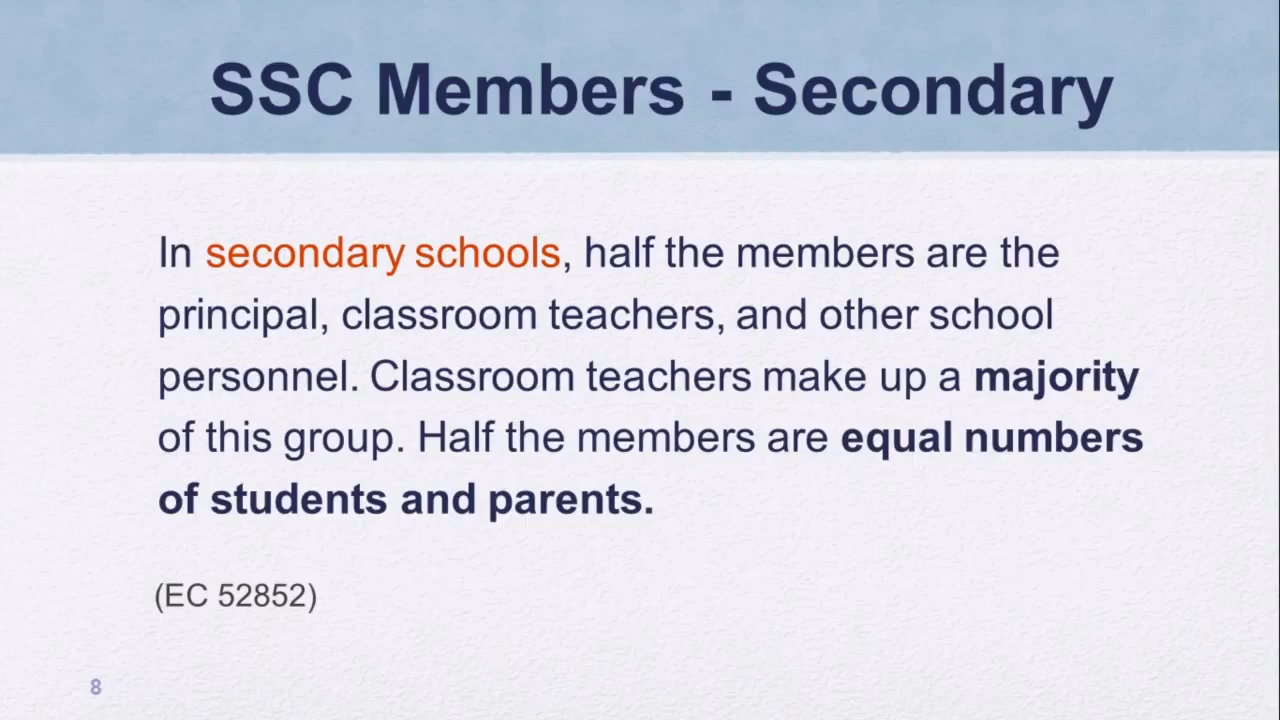 SSC Members - Secondary
In secondary schools, half the members are the
principal, classroom teachers, and other school
personnel. Classroom teachers make up a majority
of this group. Half the members are equal numbers
of students and parents.
(EC 52852)
8